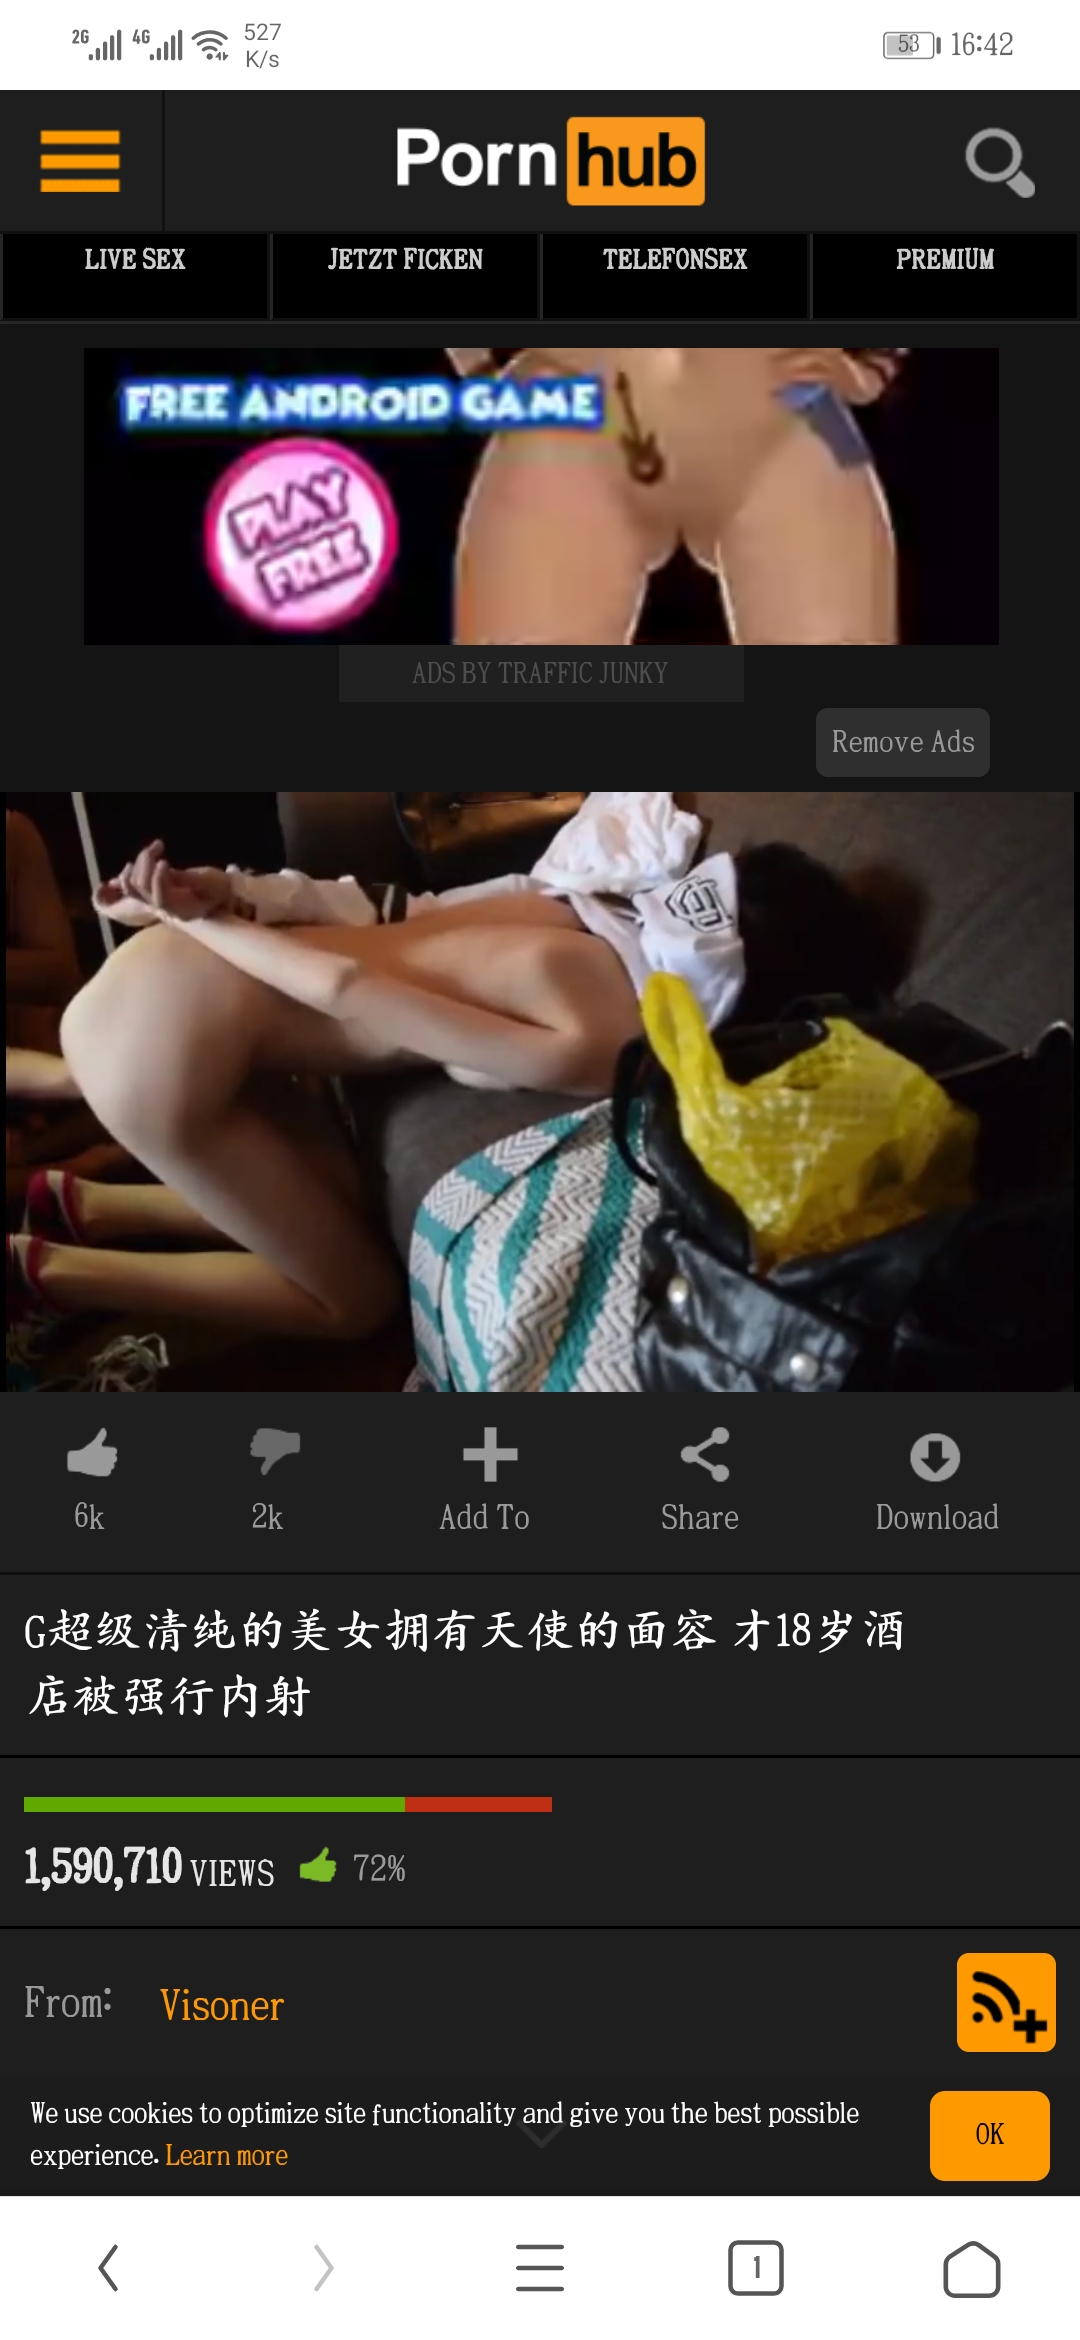 2G 4G 527 K/s 53 16:42
Porn hub
LIVE SEX JETZT FICKEN TELEFONSEX PREMIUM
FREE ANDROID GAME
PLAY
FREE
ADS BY TRAFFIC JUNKY
Remove Ads
6k 2k Add To Share Download
G超级清纯的美女拥有天使的面容 才18岁酒
店被强行内射
1,590,710 VIEWS 72%
From: Visoner
We use cookies to optimize site functionality and give you the best possible
experience. Learn more
OK
1